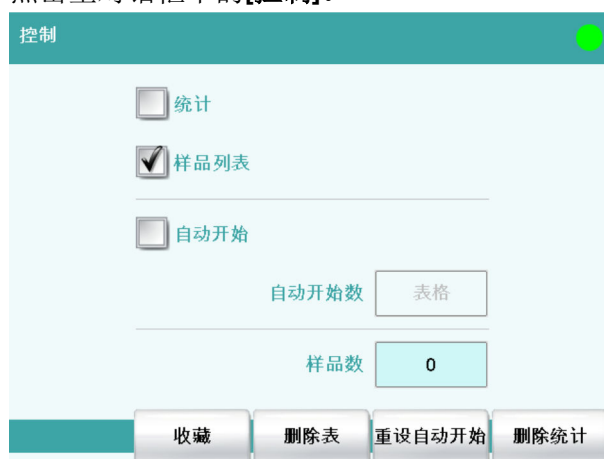 控制
统计
样品列表
自动开始
自动开始数 表格
样品数 0
收藏 删除表 重设自动开始 删除统计